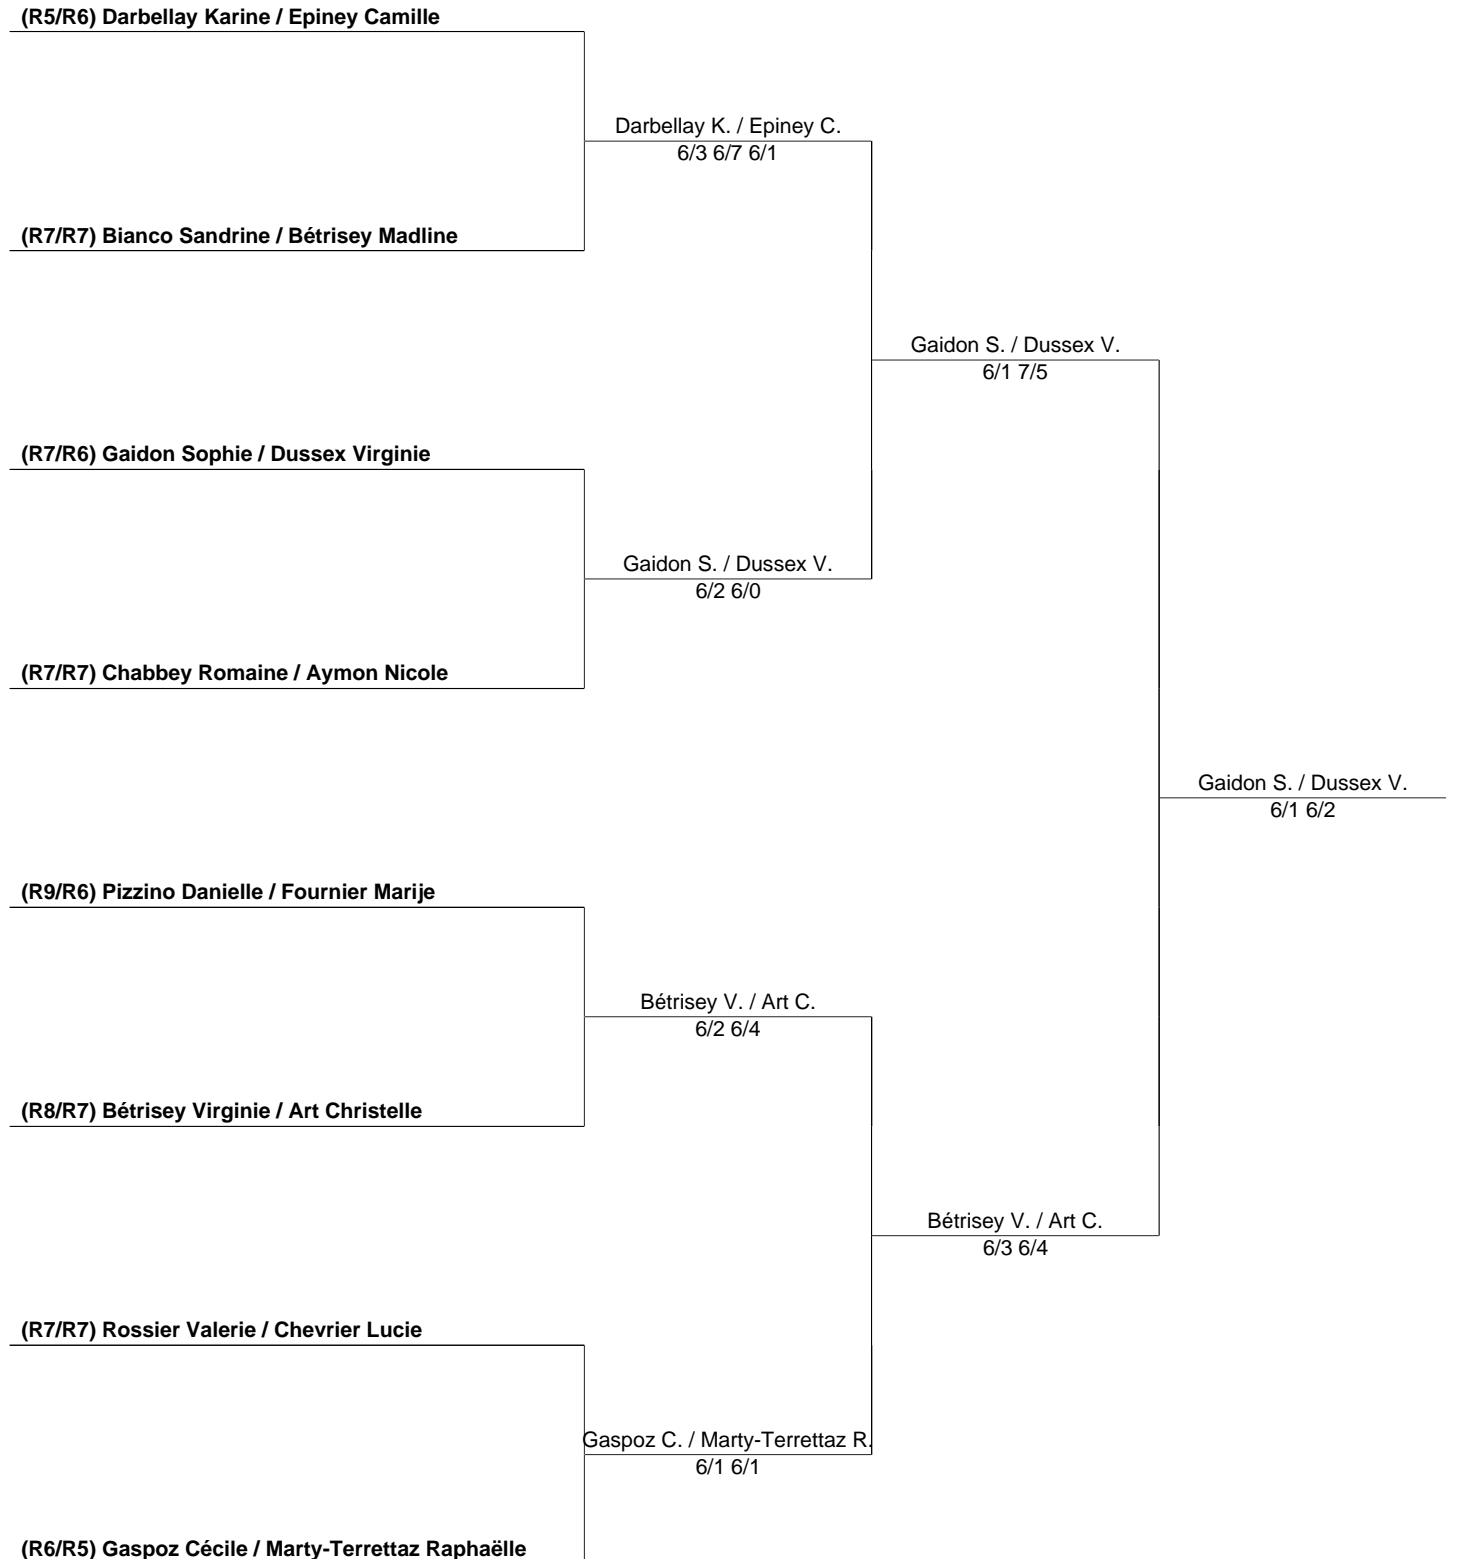 (R5/R6) Darbellay Karine / Epiney Camille
Darbellay K. / Epiney C.
6/3 6/7 6/1
(R7/R7) Bianco Sandrine / Bétrisey Madline
Gaidon S. / Dussex V.
6/1 7/5
(R7/R6) Gaidon Sophie / Dussex Virginie
Gaidon S. / Dussex V.
6/2 6/0
(R7/R7) Chabbey Romaine / Aymon Nicole
Gaidon S. / Dussex V.
6/1 6/2
(R9/R6) Pizzino Danielle / Fournier Marije
Bétrisey V. / Art C.
6/2 6/4
(R8/R7) Bétrisey Virginie / Art Christelle
Bétrisey V. / Art C.
6/3 6/4
(R7/R7) Rossier Valerie / Chevrier Lucie
Gaspoz C. / Marty-Terrettaz R.
6/1 6/1
(R6/R5) Gaspoz Cécile / Marty-Terrettaz Raphaëlle